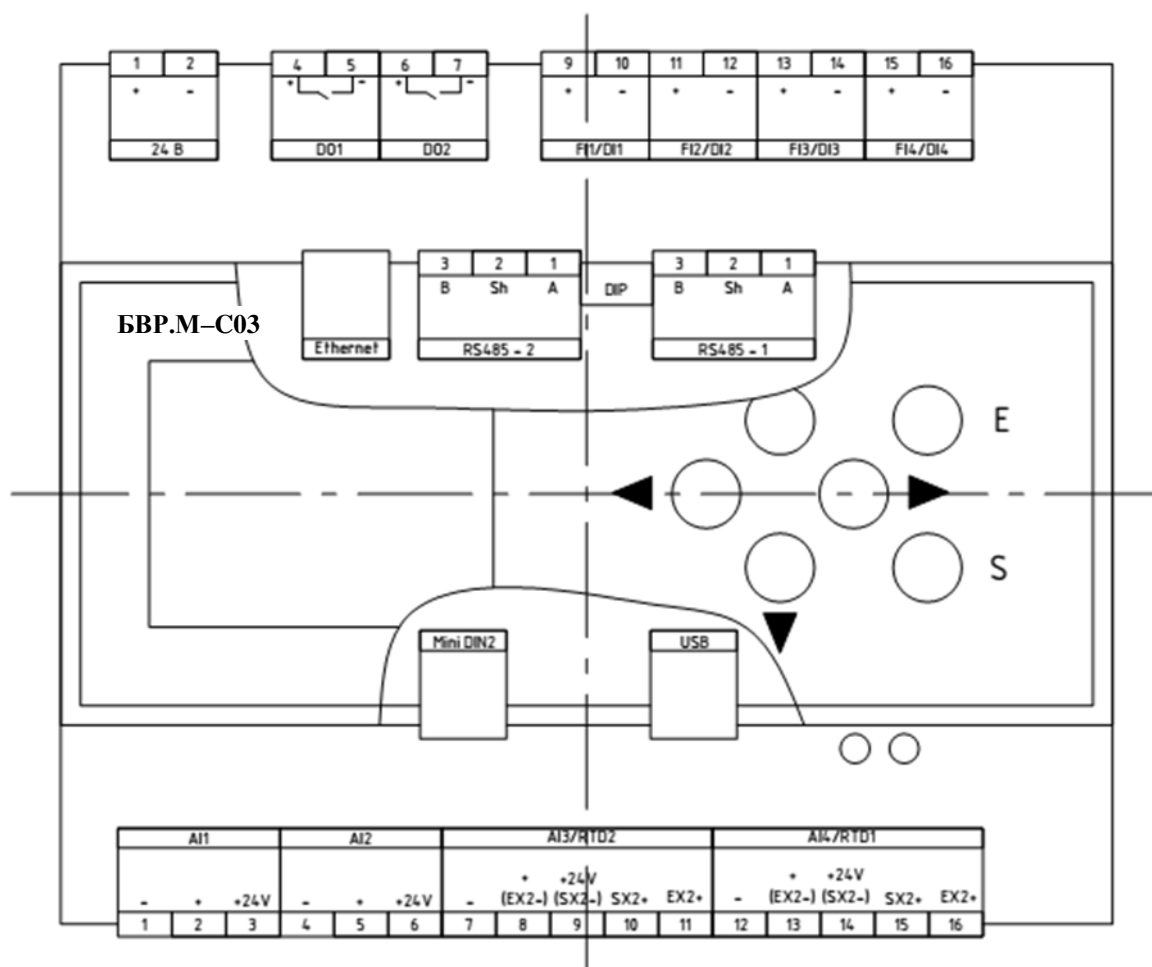 1 2 4 5 6 7 9 10 11 12 13 14 15 16
+ - + - + - + - + - + - + -
24 В DO1 DO2 FI1/DI1 FI2/DI2 FI3/DI3 FI4/DI4
3 2 1 3 2 1
B Sh A DIP B Sh A
БВР.М–С03
Ethernet RS485 - 2 RS485 - 1
E
S
Mini DIN2 USB
AI1 AI2 AI3/RTD2 AI4/RTD1
+ +24V + +24V
- + +24V - + +24V - (EX2-) (SX2-) SX2+ EX2+ - (EX2-) (SX2-) SX2+ EX2+
1 2 3 4 5 6 7 8 9 10 11 12 13 14 15 16